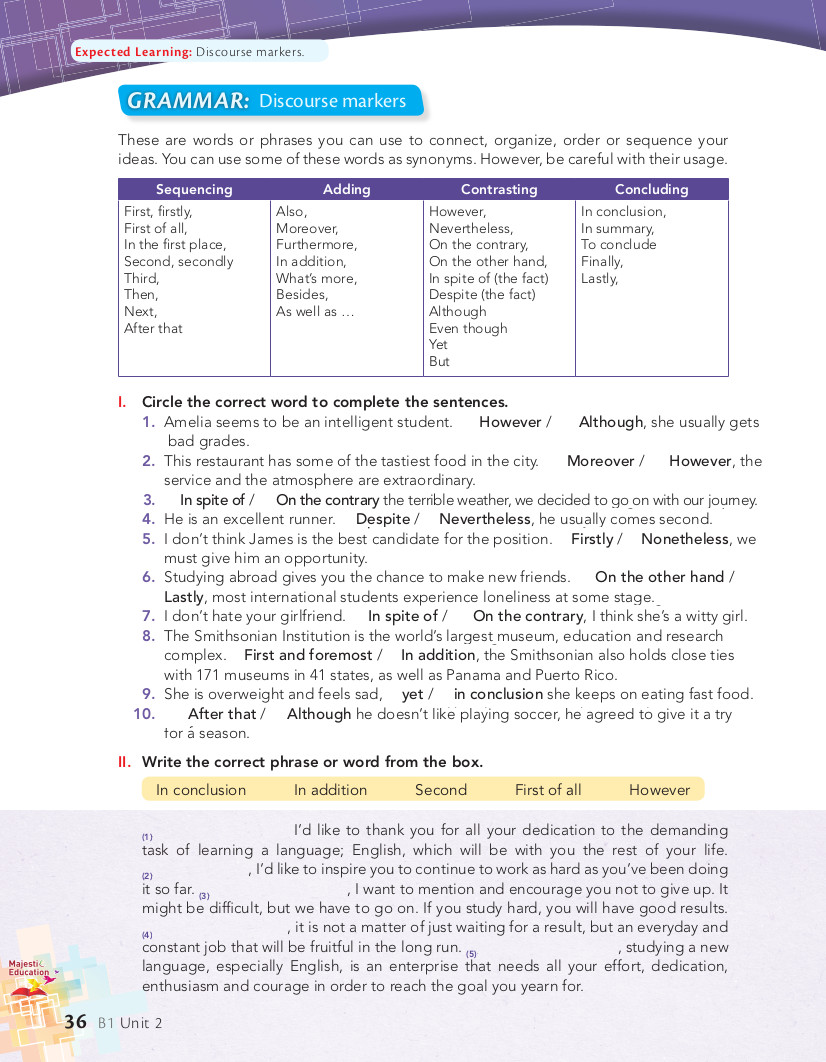 Expected Learning: Discourse markers.
GRAMMAR: Discourse markers
These are words or phrases you can use to connect, organize, order or sequence your
ideas. You can use some of these words as synonyms. However, be careful with their usage.
Sequencing Adding Contrasting Concluding
First, firstly, Also, However, In conclusion,
First of all, Moreover, Nevertheless, In summary,
In the first place, Furthermore, On the contrary, To conclude
Second, secondly In addition, On the other hand, Finally,
Third, What's more, In spite of (the fact) Lastly,
Then, Besides, Despite (the fact)
Next, As well as … Although
After that Even though
Yet
But
I. Circle the correct word to complete the sentences.
1. Amelia seems to be an intelligent student. However / Although, she usually gets
bad grades.
2. This restaurant has some of the tastiest food in the city. Moreover / However, the
service and the atmosphere are extraordinary.
3. In spite of / On the contrary the terrible weather, we decided to go on with our journey.
4. He is an excellent runner. Despite / Nevertheless, he usually comes second.
5. I don't think James is the best candidate for the position. Firstly / Nonetheless, we
must give him an opportunity.
6. Studying abroad gives you the chance to make new friends. On the other hand /
Lastly, most international students experience loneliness at some stage.
7. I don't hate your girlfriend. In spite of / On the contrary, I think she's a witty girl.
8. The Smithsonian Institution is the world's largest museum, education and research
complex. First and foremost / In addition, the Smithsonian also holds close ties
with 171 museums in 41 states, as well as Panama and Puerto Rico.
9. She is overweight and feels sad, yet / in conclusion she keeps on eating fast food.
10. After that / Although he doesn't like playing soccer, he agreed to give it a try
for a season.
II. Write the correct phrase or word from the box.
In conclusion In addition Second First of all However
(1) I'd like to thank you for all your dedication to the demanding
task of learning a language; English, which will be with you the rest of your life.
(2) , I'd like to inspire you to continue to work as hard as you've been doing
it so far. (3) , I want to mention and encourage you not to give up. It
might be difficult, but we have to go on. If you study hard, you will have good results.
(4) , it is not a matter of just waiting for a result, but an everyday and
constant job that will be fruitful in the long run. (5) , studying a new
language, especially English, is an enterprise that needs all your effort, dedication,
enthusiasm and courage in order to reach the goal you yearn for.
Majestic
Education
36 B1 Unit 2